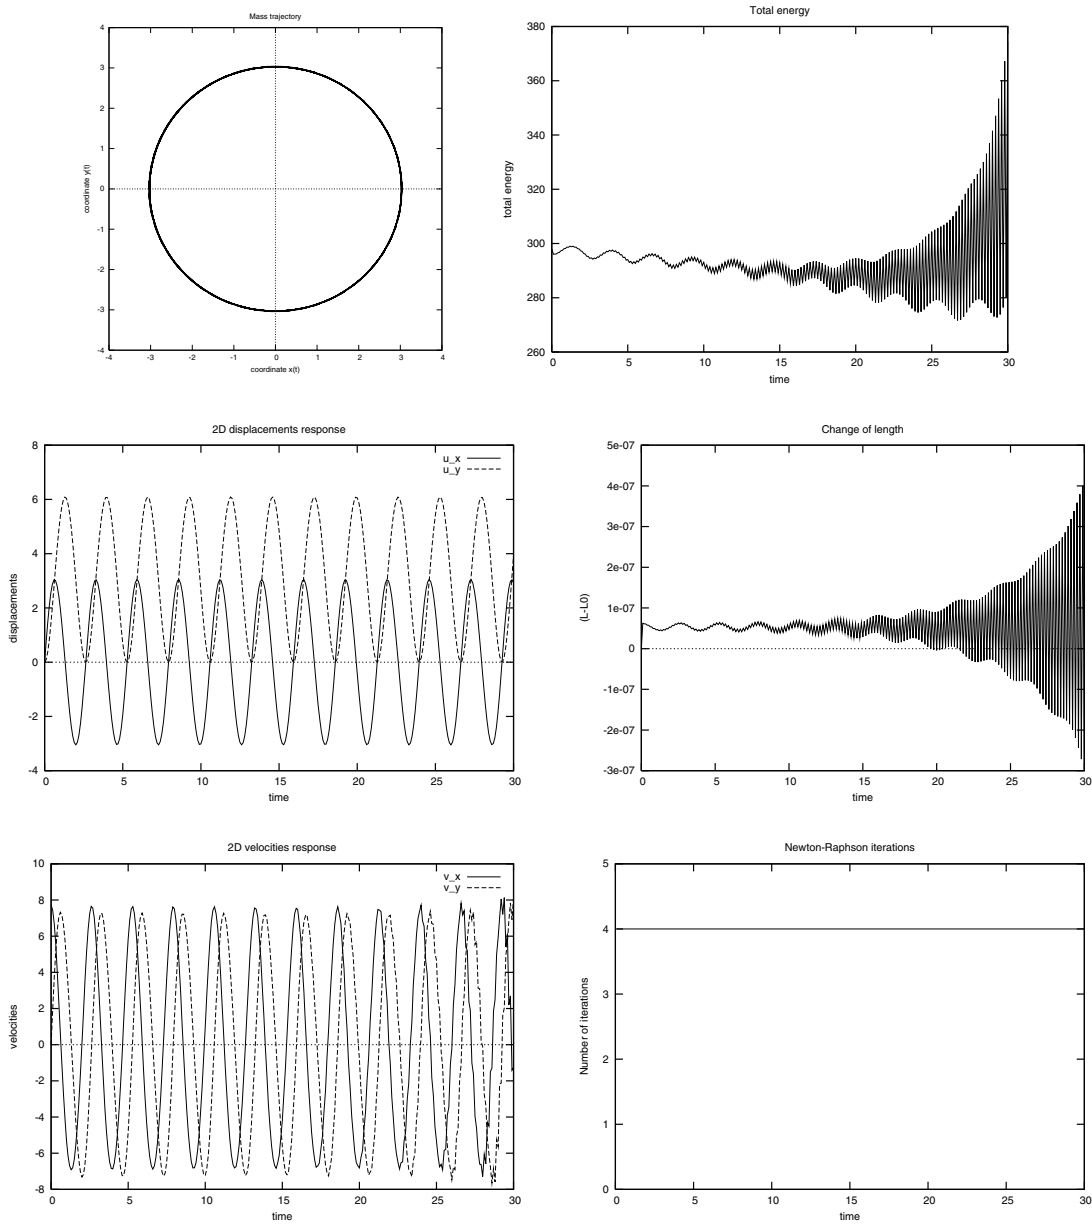 Mass trajectory
4
3
2
1
0
-1
-2
-3
-4
coordinate y(t)
-4 -3 -2 -1 0 1 2 3 4
coordinate x(t)
Total energy
380
360
340
320
300
280
260
total energy
0 5 10 15 20 25 30
time
2D displacements response
u_x
u_y
8
6
4
2
0
-2
-4
displacements
0 5 10 15 20 25 30
time
Change of length
5e-07
4e-07
3e-07
2e-07
1e-07
0
-1e-07
-2e-07
-3e-07
(L-L0)
0 5 10 15 20 25 30
time
2D velocities response
v_x
v_y
10
8
6
4
2
0
-2
-4
-6
-8
velocities
0 5 10 15 20 25 30
time
Newton-Raphson iterations
5
4
3
2
1
0
Number of iterations
0 5 10 15 20 25 30
time